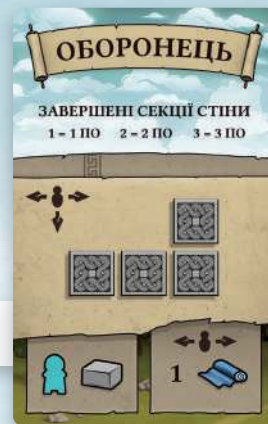 ОБОРОНЕЦЬ
ЗАВЕРШЕНІ СЕКЦІЇ СТІНИ
1 = 1 ПО 2 = 2 ПО 3 = 3 ПО
1